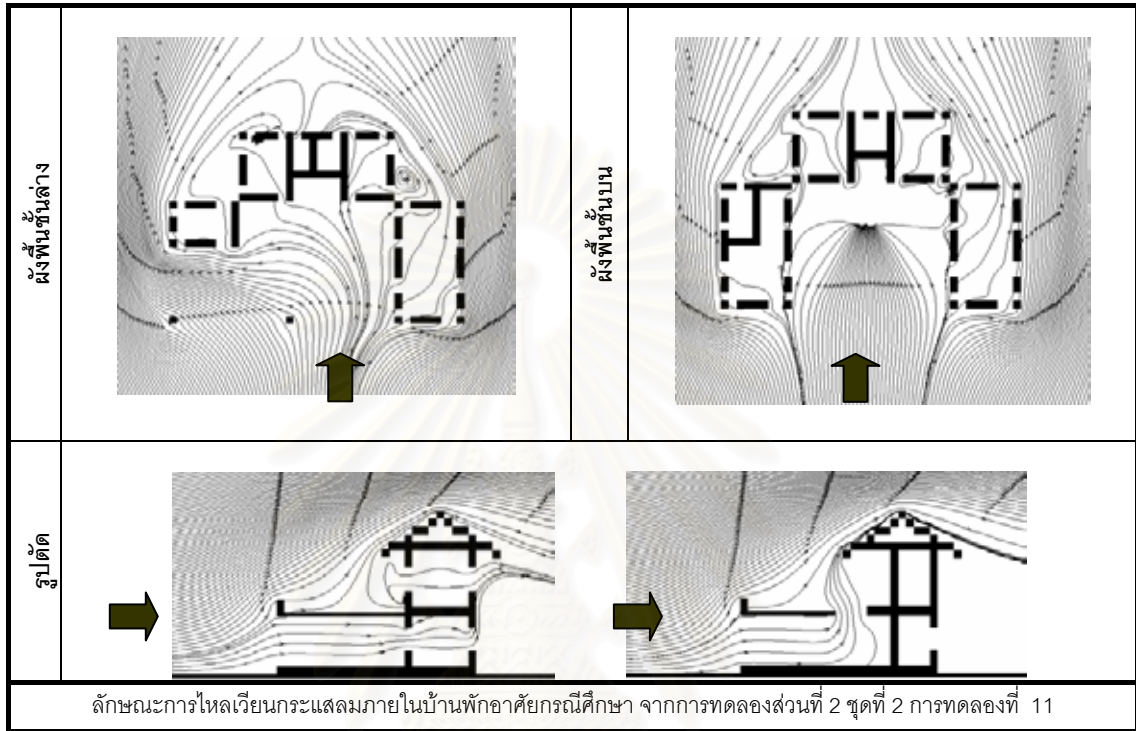 ผังพื้นชั้นล่าง
ผังพื้นชั้นบน
รูปตัด
ลักษณะการไหลเวียนกระแสลมภายในบ้านพักอาศัยกรณีศึกษา จากการทดลองส่วนที่ 2 ชุดที่ 2 การทดลองที่ 11